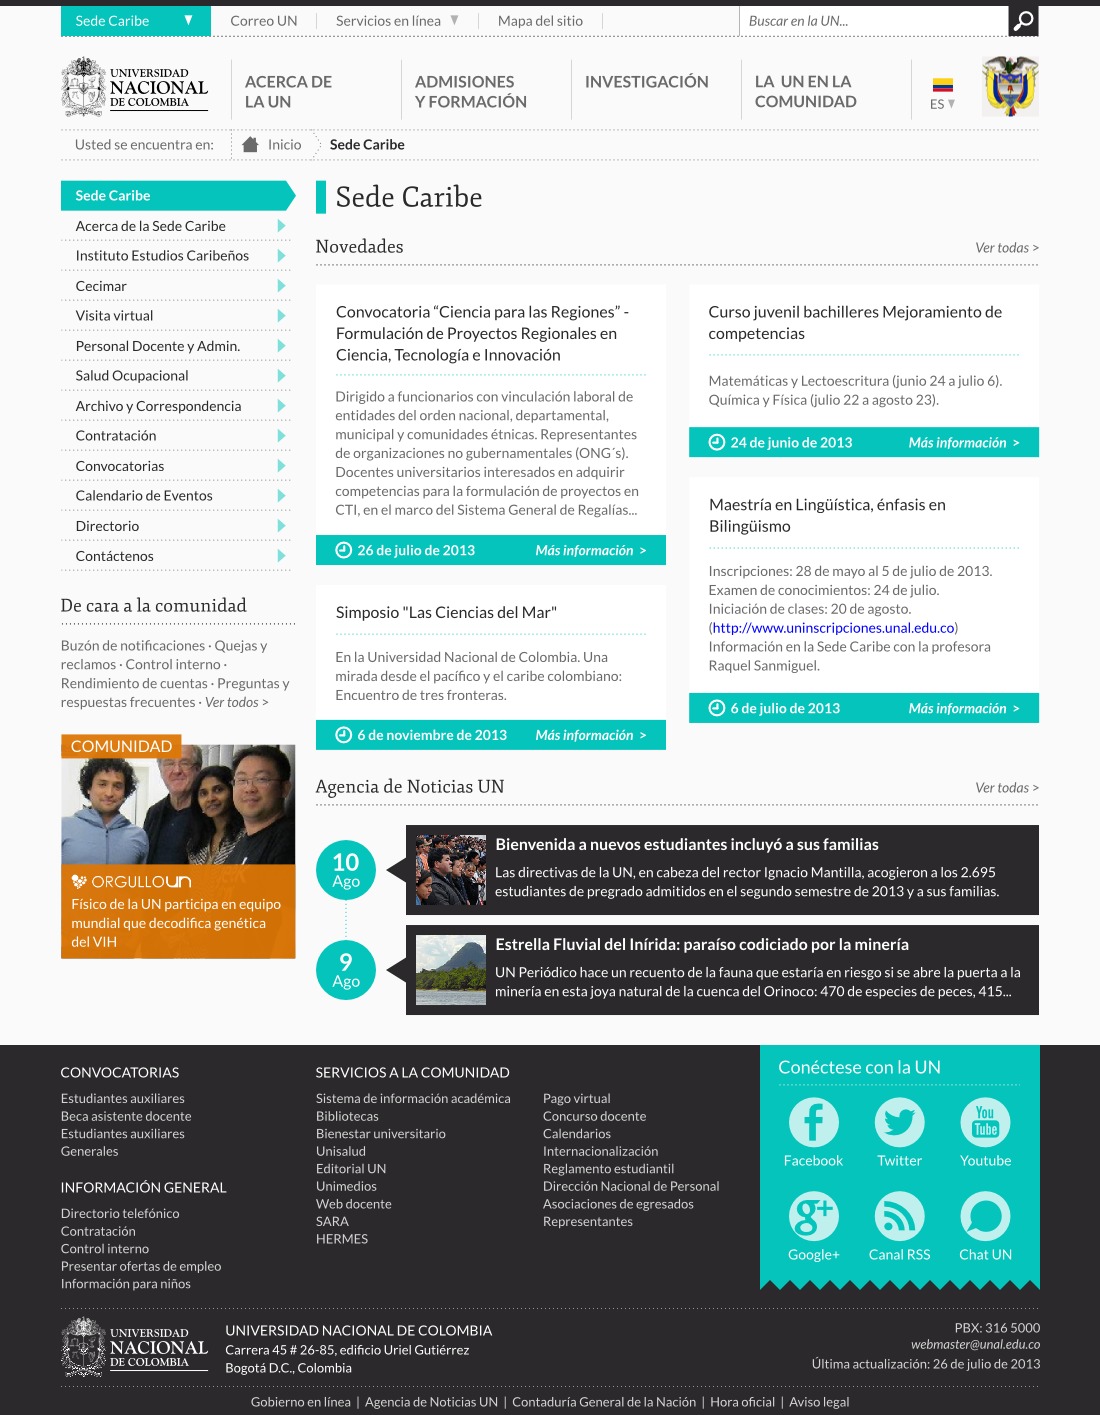 Sede Caribe
Correo UN
Servicios en línea
Mapa del sitio
Buscar en la UN...
UNIVERSIDAD
NACIONAL
DE COLOMBIA
ACERCA DE
LA UN
ADMISIONES
Y FORMACIÓN
INVESTIGACIÓN
LA UN EN LA
COMUNIDAD
ES
Usted se encuentra en:
Inicio
Sede Caribe
Sede Caribe
Acerca de la Sede Caribe
Instituto Estudios Caribeños
Cecimar
Visita virtual
Personal Docente y Admin.
Salud Ocupacional
Archivo y Correspondencia
Contratación
Convocatorias
Calendario de Eventos
Directorio
Contáctenos
De cara a la comunidad
Buzón de notificaciones · Quejas y
reclamos · Control interno ·
Rendimiento de cuentas · Preguntas y
respuestas frecuentes · Ver todos >
COMUNIDAD
ORGULLOUN
Físico de la UN participa en equipo
mundial que decodifica genética
del VIH
Sede Caribe
Novedades
Ver todas >
Convocatoria “Ciencia para las Regiones” -
Formulación de Proyectos Regionales en
Ciencia, Tecnología e Innovación
Dirigido a funcionarios con vinculación laboral de
entidades del orden nacional, departamental,
municipal y comunidades étnicas. Representantes
de organizaciones no gubernamentales (ONG´s).
Docentes universitarios interesados en adquirir
competencias para la formulación de proyectos en
CTI, en el marco del Sistema General de Regalías...
26 de julio de 2013
Más información >
Simposio "Las Ciencias del Mar"
En la Universidad Nacional de Colombia. Una
mirada desde el pacífico y el caribe colombiano:
Encuentro de tres fronteras.
6 de noviembre de 2013
Más información >
Curso juvenil bachilleres Mejoramiento de
competencias
Matemáticas y Lectoescritura (junio 24 a julio 6).
Química y Física (julio 22 a agosto 23).
24 de junio de 2013
Más información >
Maestría en Lingüística, énfasis en
Bilingüismo
Inscripciones: 28 de mayo al 5 de julio de 2013.
Examen de conocimientos: 24 de julio.
Iniciación de clases: 20 de agosto.
(http://www.uninscripciones.unal.edu.co)
Información en la Sede Caribe con la profesora
Raquel Sanmiguel.
6 de julio de 2013
Más información >
Agencia de Noticias UN
Ver todas >
10
Ago
Bienvenida a nuevos estudiantes incluyó a sus familias
Las directivas de la UN, en cabeza del rector Ignacio Mantilla, acogieron a los 2.695
estudiantes de pregrado admitidos en el segundo semestre de 2013 y a sus familias.
9
Ago
Estrella Fluvial del Inírida: paraíso codiciado por la minería
UN Periódico hace un recuento de la fauna que estaría en riesgo si se abre la puerta a la
minería en esta joya natural de la cuenca del Orinoco: 470 de especies de peces, 415...
CONVOCATORIAS
Estudiantes auxiliares
Beca asistente docente
Estudiantes auxiliares
Generales
INFORMACIÓN GENERAL
Directorio telefónico
Contratación
Control interno
Presentar ofertas de empleo
Información para niños
SERVICIOS A LA COMUNIDAD
Sistema de información académica
Bibliotecas
Bienestar universitario
Unisalud
Editorial UN
Unimedios
Web docente
SARA
HERMES
Pago virtual
Concurso docente
Calendarios
Internacionalización
Reglamento estudiantil
Dirección Nacional de Personal
Asociaciones de egresados
Representantes
Conéctese con la UN
You
Tube
Facebook
Twitter
Youtube
g+
Google+
Canal RSS
Chat UN
UNIVERSIDAD
NACIONAL
DE COLOMBIA
UNIVERSIDAD NACIONAL DE COLOMBIA
Carrera 45 # 26-85, edificio Uriel Gutiérrez
Bogotá D.C., Colombia
PBX: 316 5000
webmaster@unal.edu.co
Última actualización: 26 de julio de 2013
Gobierno en línea | Agencia de Noticias UN | Contaduría General de la Nación | Hora oficial | Aviso legal